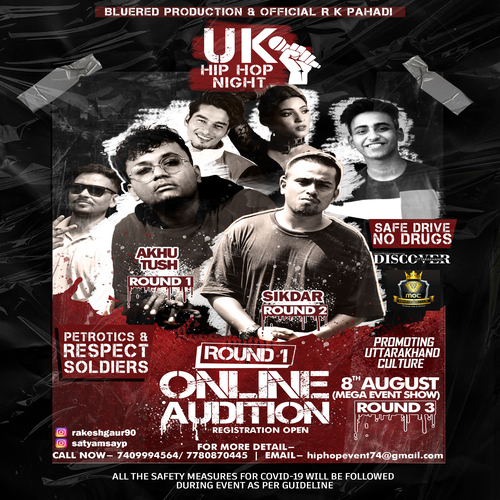 BLUERED PRODUCTION & OFFICIAL R K PAHADI
UK
HIP HOP
NIGHT
SAFE DRIVE
NO DRUGS
DISCOVER
moc
AKHU
TUSH
ROUND 1
SIKDAR
ROUND 2
PETROTICS &
RESPECT
SOLDIERS
ROUND 1
ONLINE
AUDITION
REGISTRATION OPEN
PROMOTING
UTTARAKHAND
CULTURE
8TH AUGUST
(MEGA EVENT SHOW)
ROUND 3
rakeshgaur90
satyamsayp
FOR MORE DETAIL-
CALL NOW- 7409994564/ 7780870445 | EMAIL- hiphopevent74@gmail.com
ALL THE SAFETY MEASURES FOR COVID-19 WILL BE FOLLOWED
DURING EVENT AS PER GUIDELINE